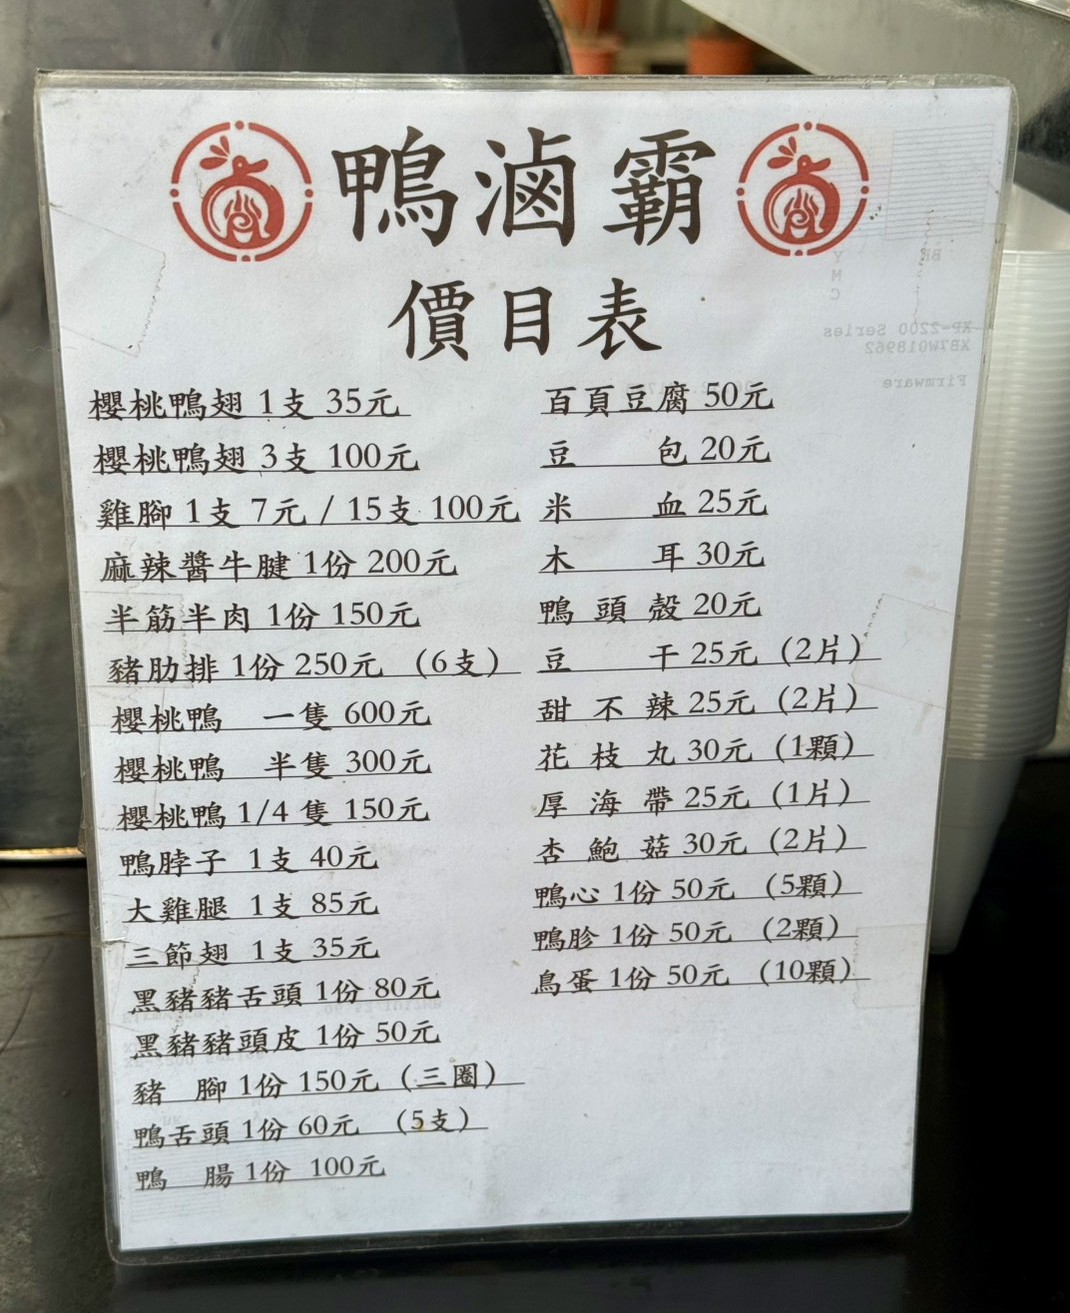 鴨滷霸
價目表
櫻桃鴨翅 1支 35元
櫻桃鴨翅 3支 100元
雞腳 1支 7元 / 15支 100元
麻辣醬牛腱 1份 200元
半筋半肉 1份 150元
豬肋排 1份 250元 （6支）
櫻桃鴨 一隻 600元
櫻桃鴨 半隻 300元
櫻桃鴨 1/4 隻 150元
鴨脖子 1支 40元
大雞腿 1支 85元
三節翅 1支 35元
黑豬豬舌頭 1份 80元
黑豬豬頭皮 1份 50元
豬 腳 1份 150元（三圈）
鴨舌頭 1份 60元 （5支）
鴨 腸 1份 100元
百頁豆腐 50元
豆 包 20元
米 血 25元
木 耳 30元
鴨 頭 殼 20元
豆 干 25元（2片）
甜 不 辣 25元（2片）
花 枝 丸 30元（1顆）
厚 海 帶 25元（1片）
杏 鮑 菇 30元（2片）
鴨心 1份 50元 （5顆）
鴨胗 1份 50元 （2顆）
鳥蛋 1份 50元 （10顆）
XP-2200 Series
XB7W018962
Firmware